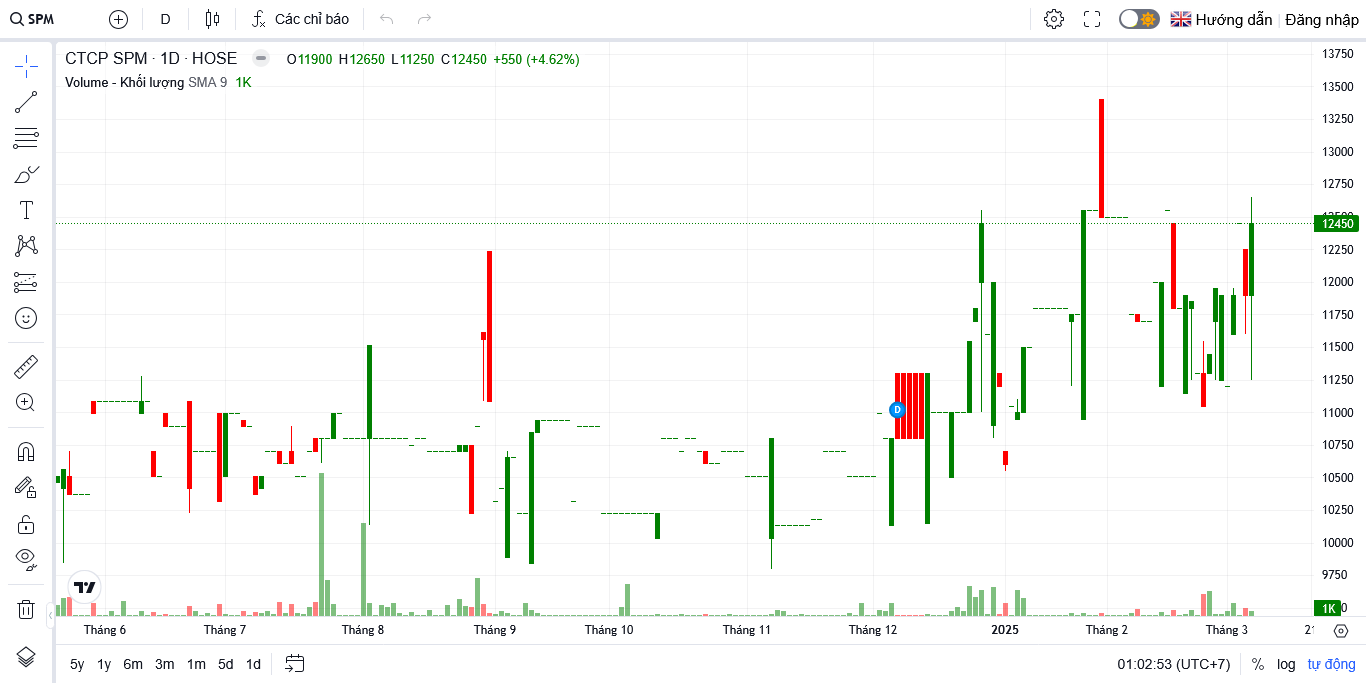 SPM D Các chỉ báo Hướng dẫn Đăng nhập
CTCP SPM · 1D · HOSE O11900 H12650 L11250 C12450 +550 (+4.62%)
Volume - Khối lượng SMA 9 1K
13750
13500
13250
13000
12750
12450
12250
12000
11750
11500
11250
D
11000
10750
10500
10250
10000
9750
1K
Tháng 6 Tháng 7 Tháng 8 Tháng 9 Tháng 10 Tháng 11 Tháng 12 2025 Tháng 2 Tháng 3
5y 1y 6m 3m 1m 5d 1d 01:02:53 (UTC+7) % log tự động